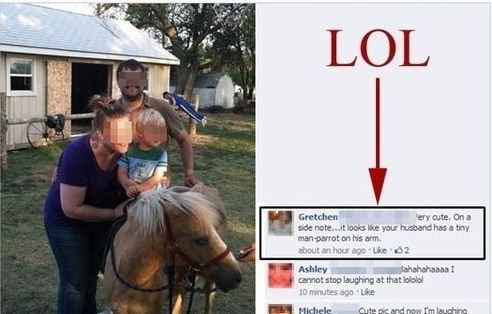 LOL
Gretchen Very cute. On a
side note...it looks like your husband has a tiny
man-parrot on his arm.
about an hour ago · Like · 2
Ashley Bahahahaaaa I
cannot stop laughing at that lololol
10 minutes ago · Like
Michele Cute pic and now I'm laughing